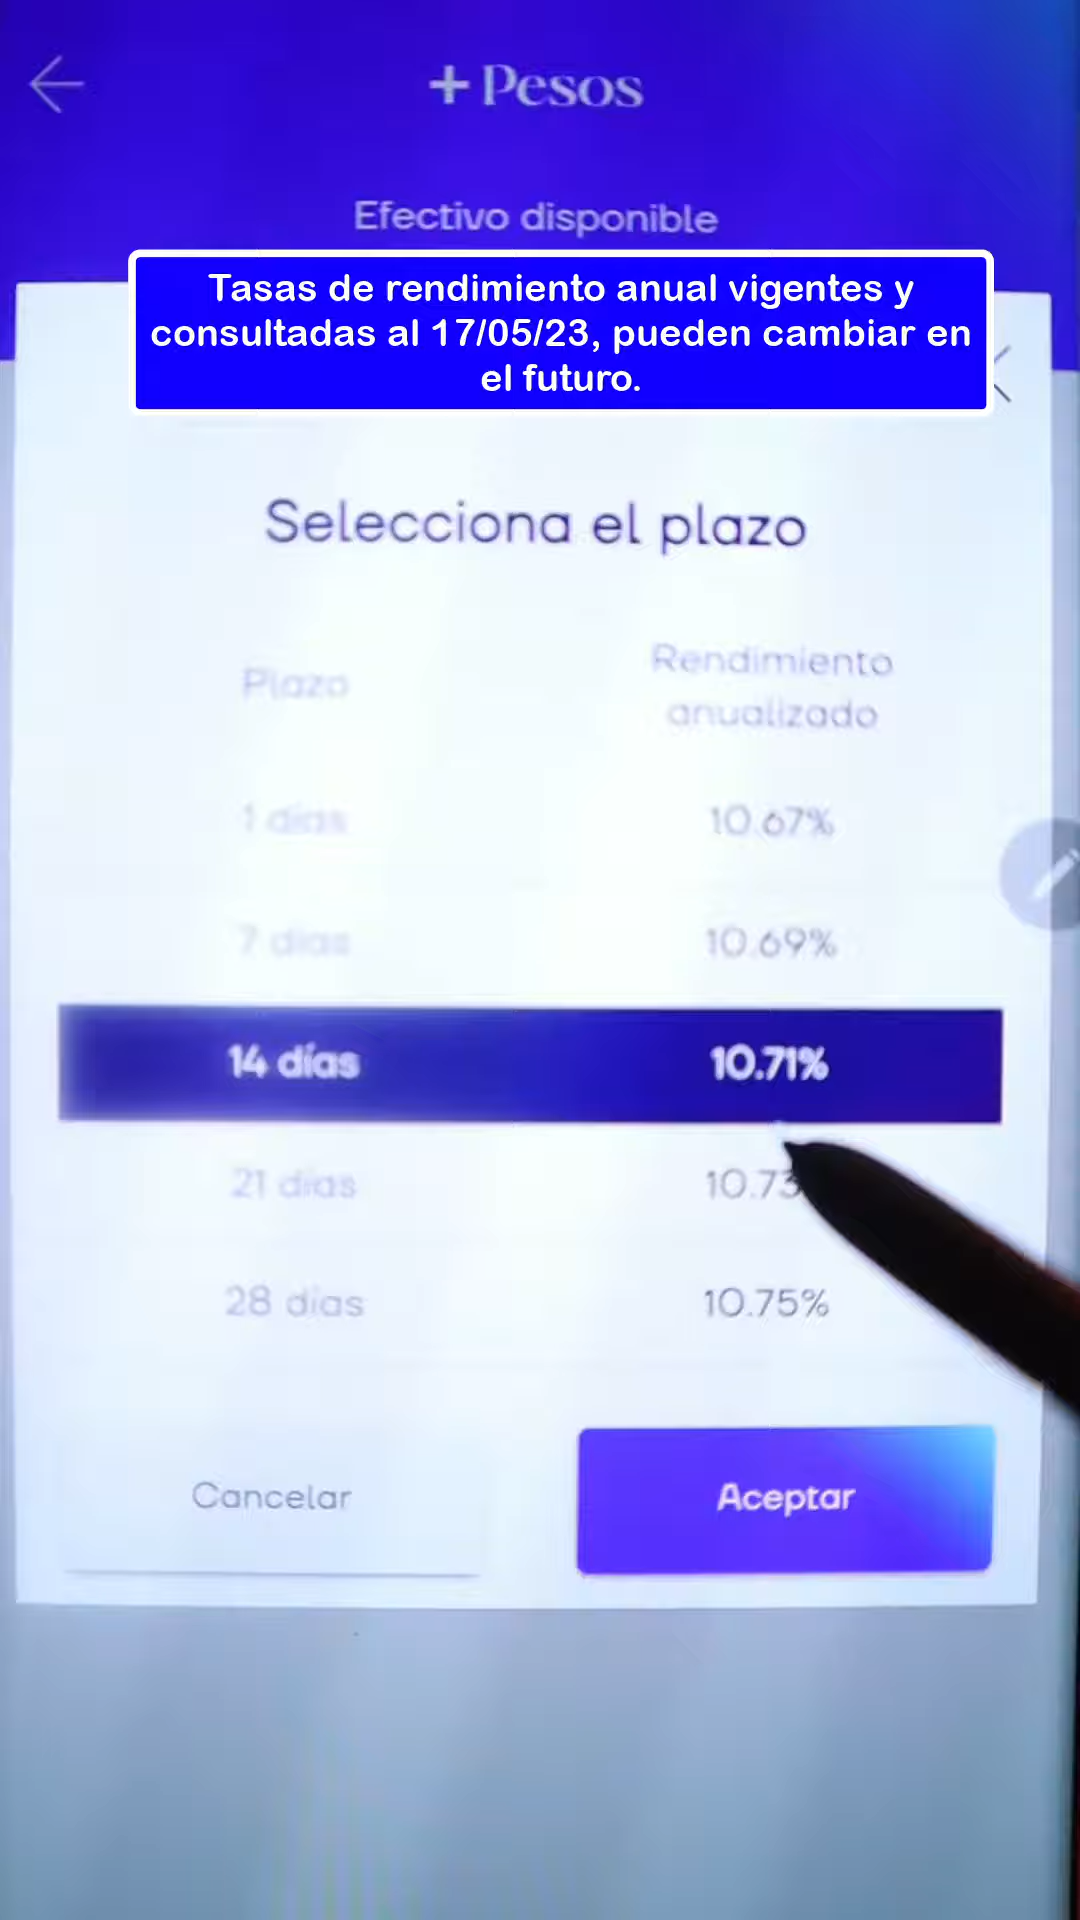 + Pesos
Efectivo disponible
Tasas de rendimiento anual vigentes y
consultadas al 17/05/23, pueden cambiar en
el futuro.
Selecciona el plazo
Plazo
Rendimiento
anualizado
1 días 10.67%
7 días 10.69%
14 días 10.71%
21 días 10.73
28 días 10.75%
Cancelar Aceptar